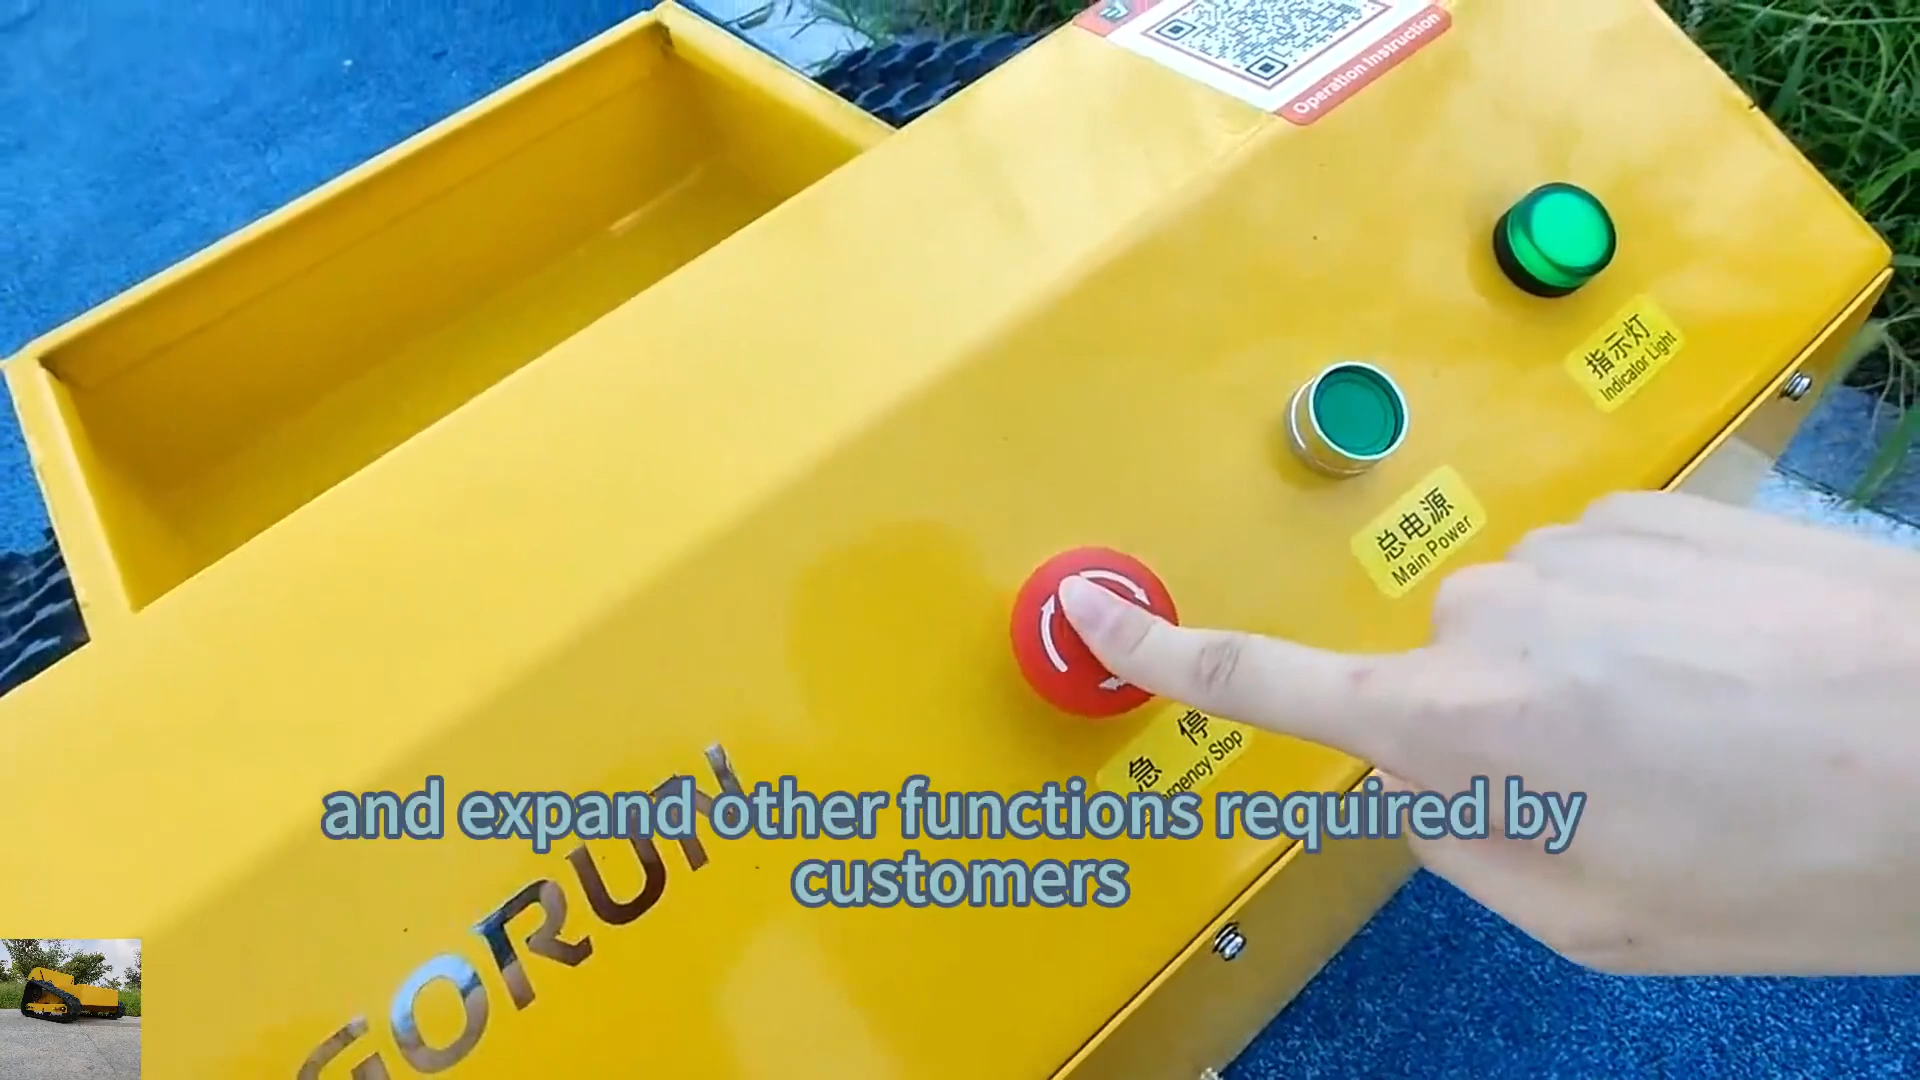 Operation Instruction
指示灯
Indicator Light
总电源
Main Power
急 停
Emergency Stop
GORUN
and expand other functions required by
customers